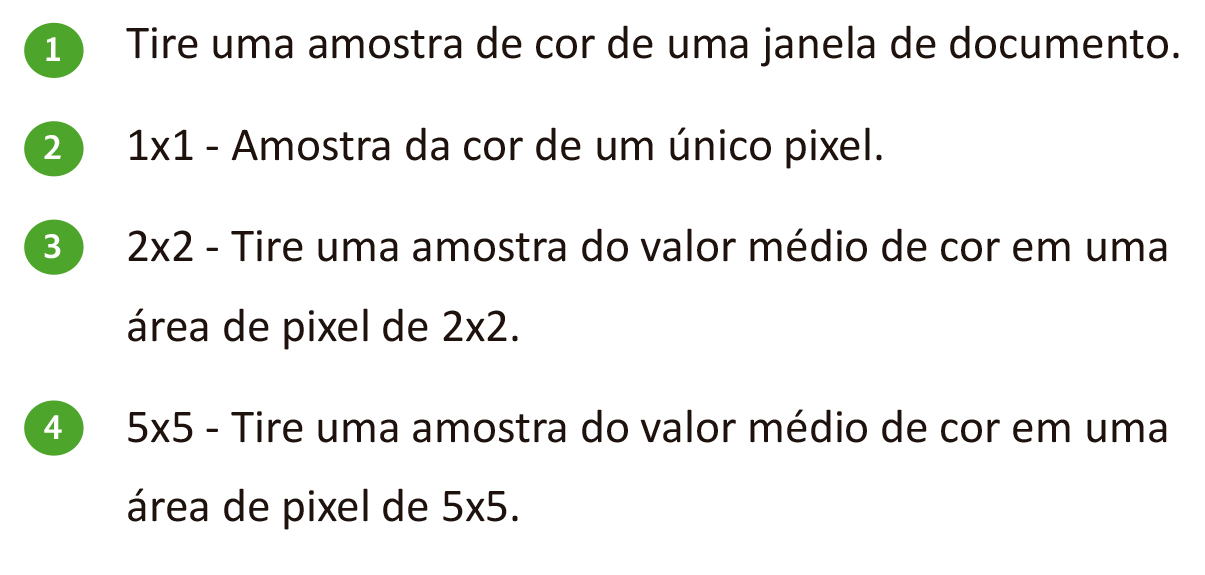 1 Tire uma amostra de cor de uma janela de documento.
2 1x1 - Amostra da cor de um único pixel.
3 2x2 - Tire uma amostra do valor médio de cor em uma
área de pixel de 2x2.
4 5x5 - Tire uma amostra do valor médio de cor em uma
área de pixel de 5x5.